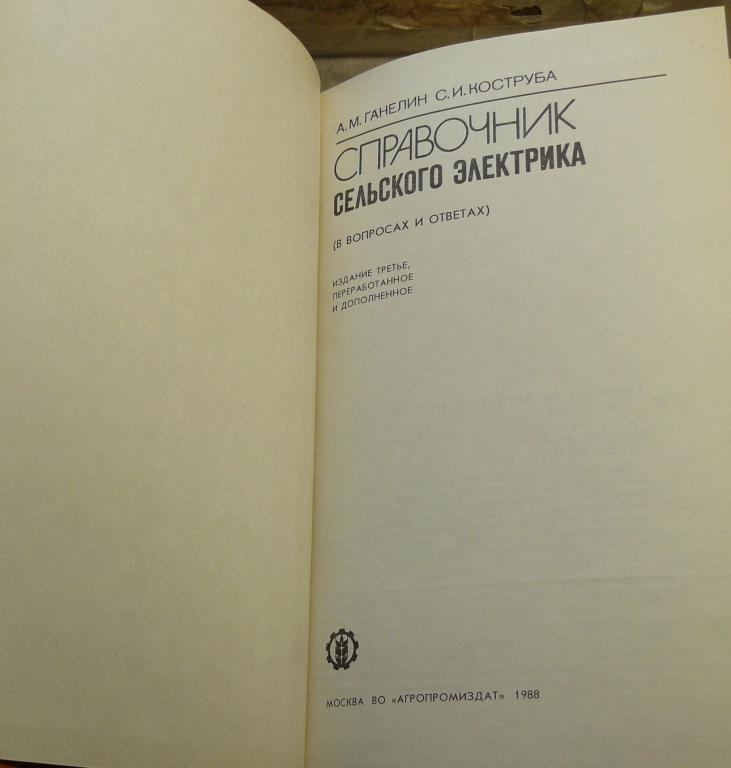 А. М. ГАНЕЛИН С. И. КОСТРУБА
СПРАВОЧНИК
СЕЛЬСКОГО ЭЛЕКТРИКА
(В ВОПРОСАХ И ОТВЕТАХ)
ИЗДАНИЕ ТРЕТЬЕ,
ПЕРЕРАБОТАННОЕ
И ДОПОЛНЕННОЕ
МОСКВА ВО «АГРОПРОМИЗДАТ» 1988